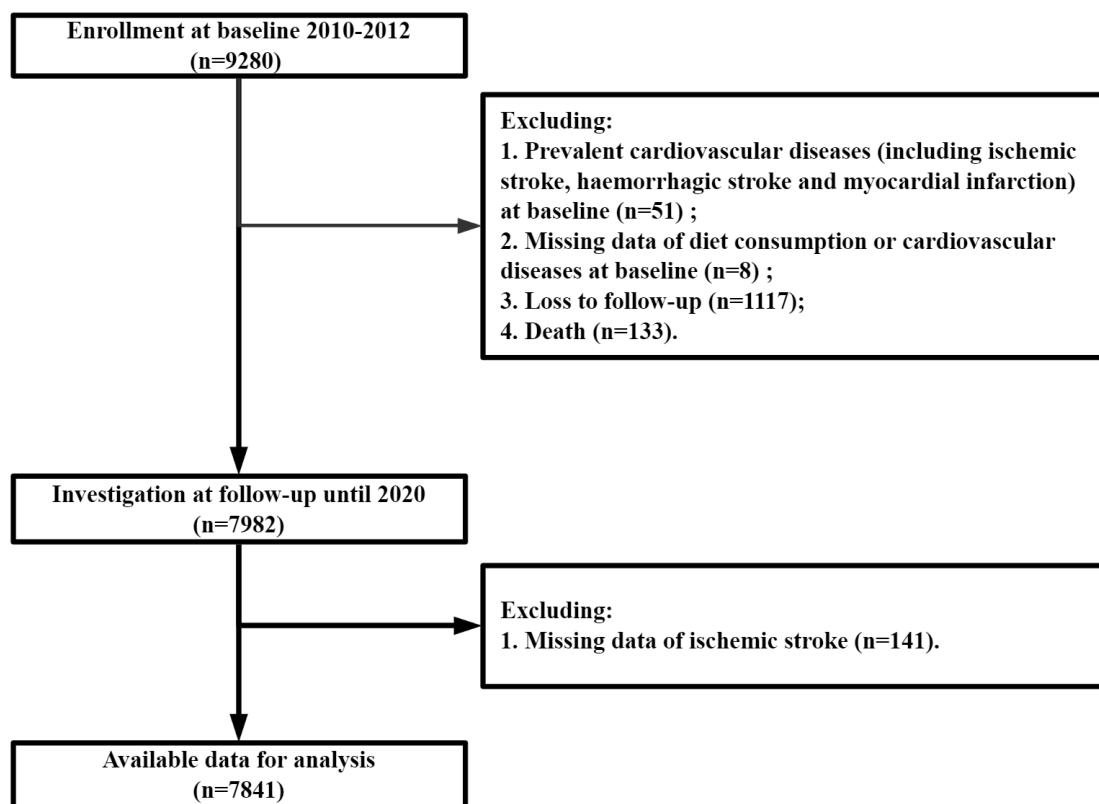 Enrollment at baseline 2010-2012
(n=9280)
Excluding:
1. Prevalent cardiovascular diseases (including ischemic
stroke, haemorrhagic stroke and myocardial infarction)
at baseline (n=51) ;
2. Missing data of diet consumption or cardiovascular
diseases at baseline (n=8) ;
3. Loss to follow-up (n=1117);
4. Death (n=133).
Investigation at follow-up until 2020
(n=7982)
Excluding:
1. Missing data of ischemic stroke (n=141).
Available data for analysis
(n=7841)